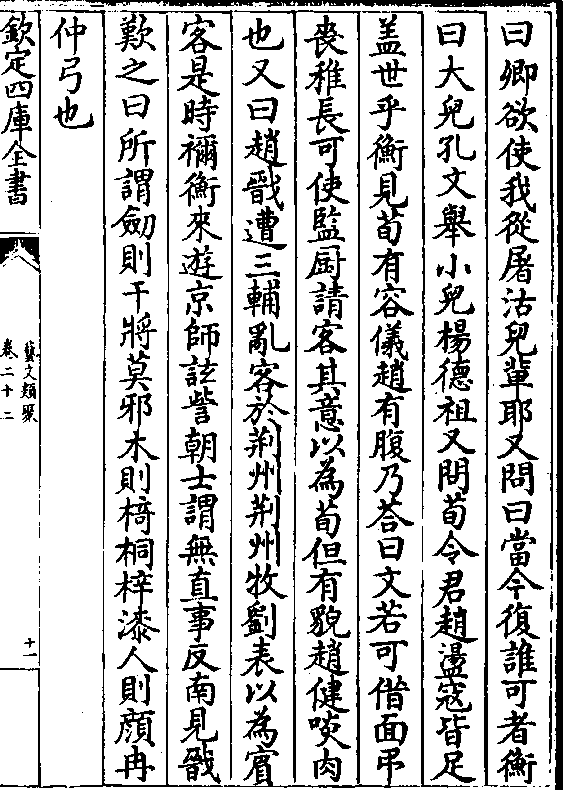 曰卿欲使我從屠沽兒輩耶又問曰當今復誰可者衡
曰大兒孔文舉小兒楊德祖又問荀令君趙盪寇皆足
盖世乎衡見荀有容儀趙有腹乃答曰文若可借面弔
喪稚長可使監厨請客其意以為荀但有貌趙健啖肉
也又曰趙戩遭三輔亂客於荆州荆州牧劉表以為賓
客是時禰衡來遊京師詆訾朝士謂無直事反南見戩
歎之曰所謂劒則干將莫邪木則椅桐梓漆人則顔冉
仲弓也
欽定四庫全書
藝文類聚
卷二十二
十一